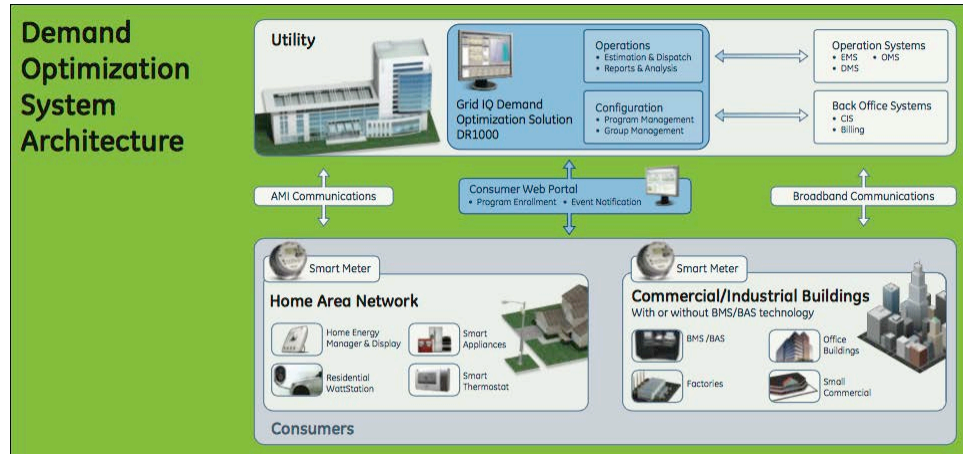 Demand
Optimization
System
Architecture
Utility
Grid IQ Demand
Optimization Solution
DR1000
Operations
• Estimation & Dispatch
• Reports & Analysis
Configuration
• Program Management
• Group Management
Operation Systems
• EMS • OMS
• DMS
Back Office Systems
• CIS
• Billing
AMI Communications
Consumer Web Portal
• Program Enrollment • Event Notification
Broadband Communications
Smart Meter
Home Area Network
Home Energy
Manager & Display
Smart
Appliances
Residential
WattStation
Smart
Thermostat
Smart Meter
Commercial/Industrial Buildings
With or without BMS/BAS technology
BMS/BAS
Office
Buildings
Factories
Small
Commercial
Consumers